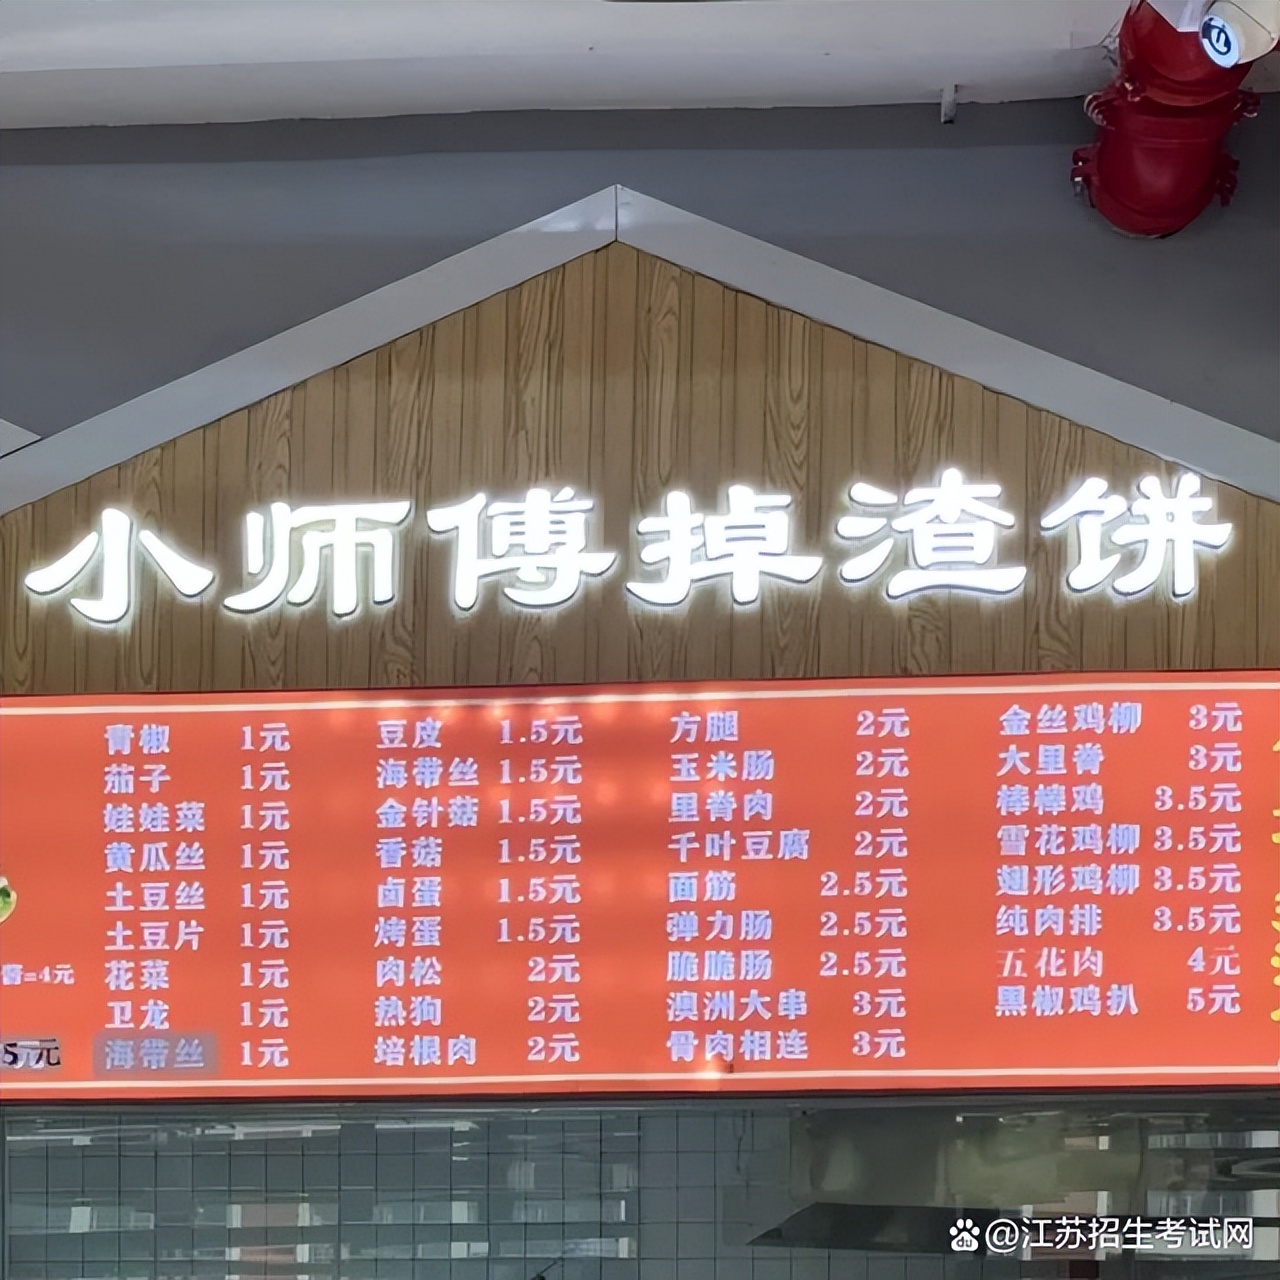 小师傅掉渣饼
青椒 1元
茄子 1元
娃娃菜 1元
黄瓜丝 1元
土豆丝 1元
土豆片 1元
花菜 1元
卫龙 1元
海带丝 1元
豆皮 1.5元
海带丝 1.5元
金针菇 1.5元
香菇 1.5元
卤蛋 1.5元
烤蛋 1.5元
肉松 2元
热狗 2元
培根肉 2元
方腿 2元
玉米肠 2元
里脊肉 2元
千叶豆腐 2元
面筋 2.5元
弹力肠 2.5元
脆脆肠 2.5元
澳洲大串 3元
骨肉相连 3元
金丝鸡柳 3元
大里脊 3元
棒棒鸡 3.5元
雪花鸡柳 3.5元
翅形鸡柳 3.5元
纯肉排 3.5元
五花肉 4元
黑椒鸡扒 5元
酱=4元
5元
@江苏招生考试网